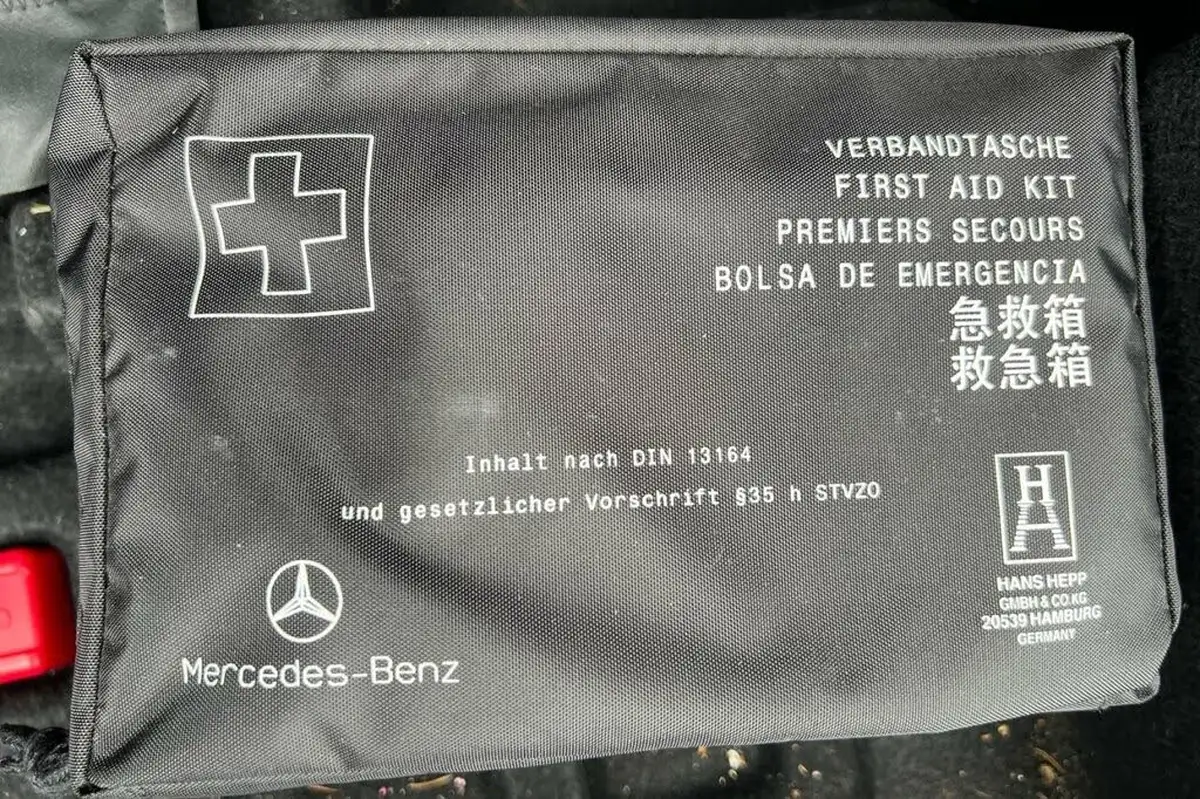 VERBANDTASCHE
FIRST AID KIT
PREMIERS SECOURS
BOLSA DE EMERGENCIA
急救箱
救急箱
Inhalt nach DIN 13164
und gesetzlicher Vorschrift §35 h STVZO
HA
HANS HEPP
GMBH & CO.KG
20539 HAMBURG
GERMANY
Mercedes-Benz